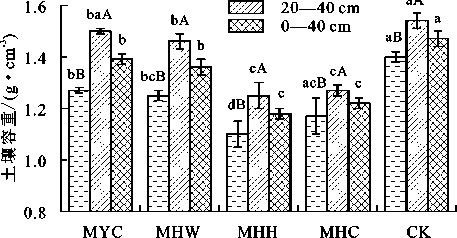 土壤容重/(g·cm⁻³)
1.6
1.4
1.2
1.0
0.8
20—40 cm
0—40 cm
bB baA b
bcB bA b
dB cA c
acB cA c
aB aA a
MYC MHW MHH MHC CK